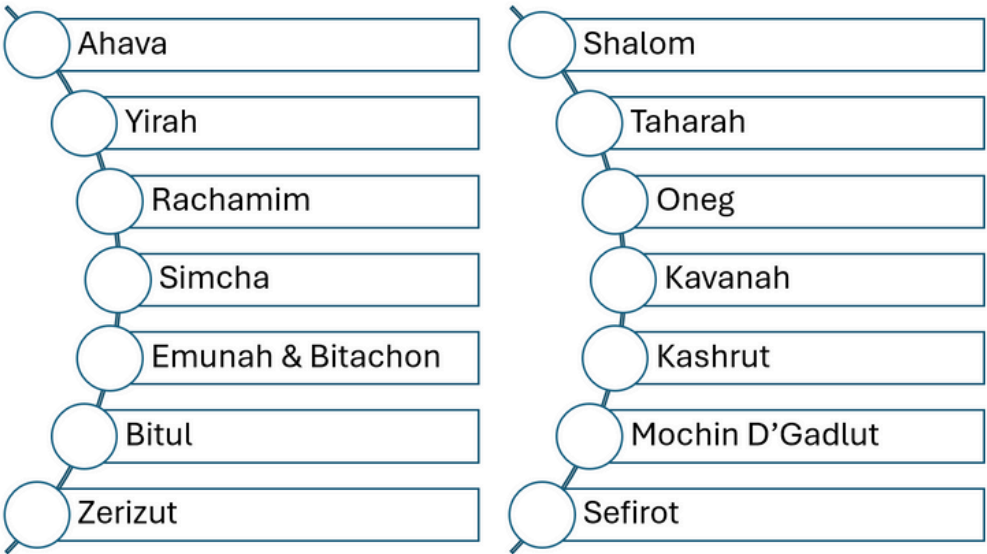 Ahava
Yirah
Rachamim
Simcha
Emunah & Bitachon
Bitul
Zerizut
Shalom
Taharah
Oneg
Kavanah
Kashrut
Mochin D’Gadlut
Sefirot